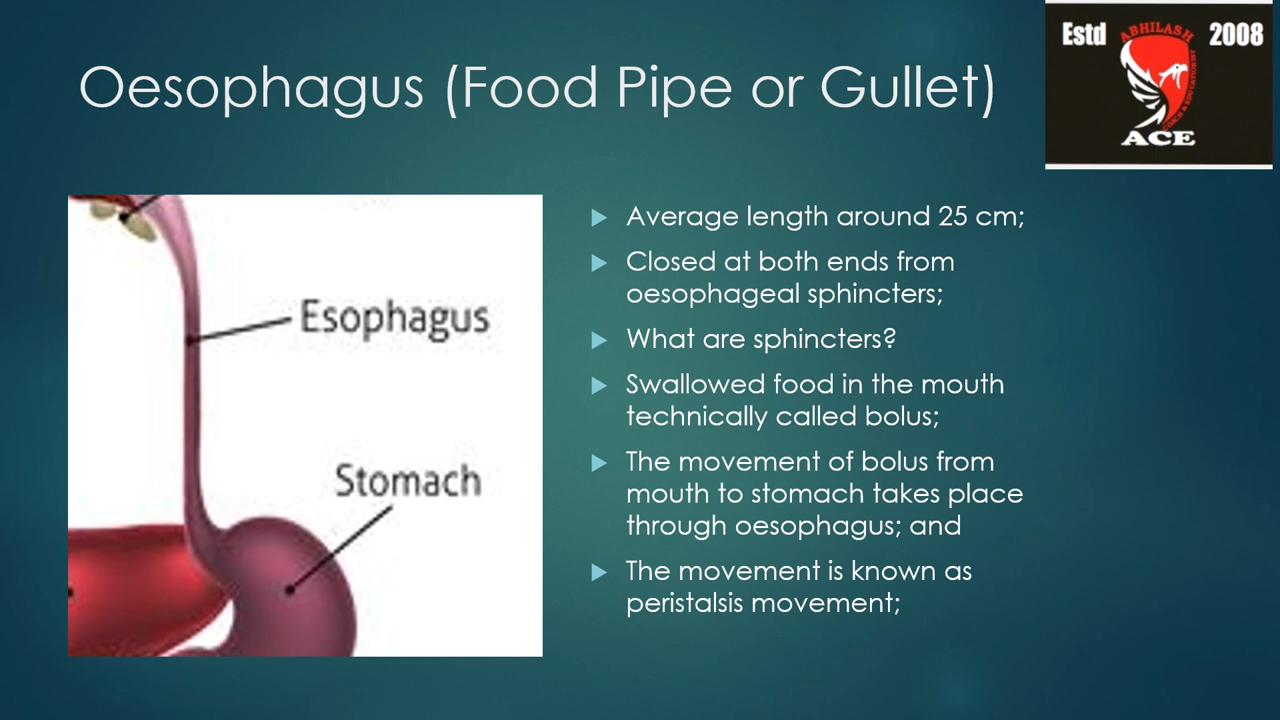 Oesophagus (Food Pipe or Gullet)
Estd
ABHILASH
2008
ACE
Esophagus
Stomach
Average length around 25 cm;
Closed at both ends from
oesophageal sphincters;
What are sphincters?
Swallowed food in the mouth
technically called bolus;
The movement of bolus from
mouth to stomach takes place
through oesophagus; and
The movement is known as
peristalsis movement;